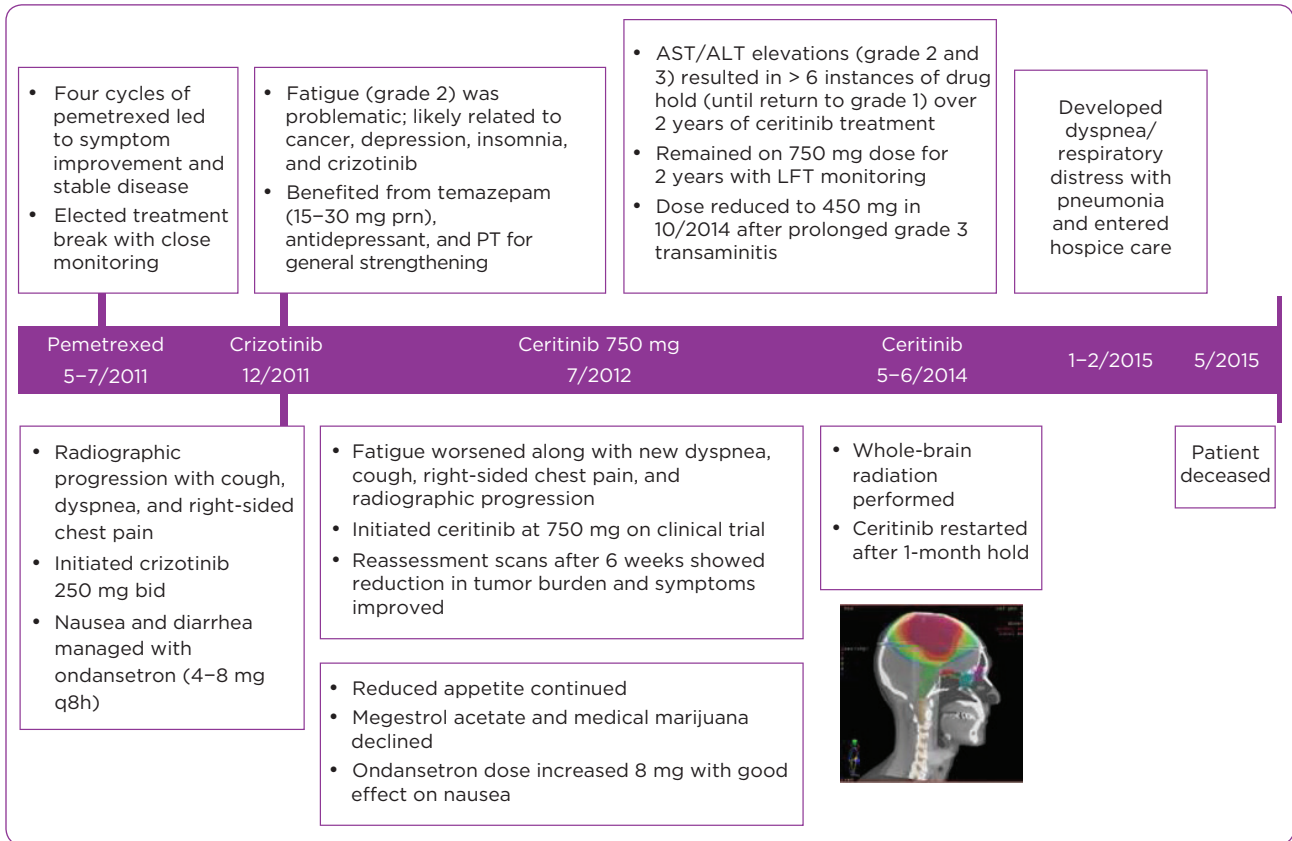 • Four cycles of
pemetrexed led
to symptom
improvement and
stable disease
• Elected treatment
break with close
monitoring
• Fatigue (grade 2) was
problematic; likely related to
cancer, depression, insomnia,
and crizotinib
• Benefited from temazepam
(15–30 mg prn),
antidepressant, and PT for
general strengthening
• AST/ALT elevations (grade 2 and
3) resulted in > 6 instances of drug
hold (until return to grade 1) over
2 years of ceritinib treatment
• Remained on 750 mg dose for
2 years with LFT monitoring
• Dose reduced to 450 mg in
10/2014 after prolonged grade 3
transaminitis
Developed
dyspnea/
respiratory
distress with
pneumonia
and entered
hospice care
Pemetrexed
5–7/2011
Crizotinib
12/2011
Ceritinib 750 mg
7/2012
Ceritinib
5–6/2014
1–2/2015
5/2015
• Radiographic
progression with cough,
dyspnea, and right-sided
chest pain
• Initiated crizotinib
250 mg bid
• Nausea and diarrhea
managed with
ondansetron (4–8 mg
q8h)
• Fatigue worsened along with new dyspnea,
cough, right-sided chest pain, and
radiographic progression
• Initiated ceritinib at 750 mg on clinical trial
• Reassessment scans after 6 weeks showed
reduction in tumor burden and symptoms
improved
• Reduced appetite continued
• Megestrol acetate and medical marijuana
declined
• Ondansetron dose increased 8 mg with good
effect on nausea
• Whole-brain
radiation
performed
• Ceritinib restarted
after 1-month hold
Patient
deceased